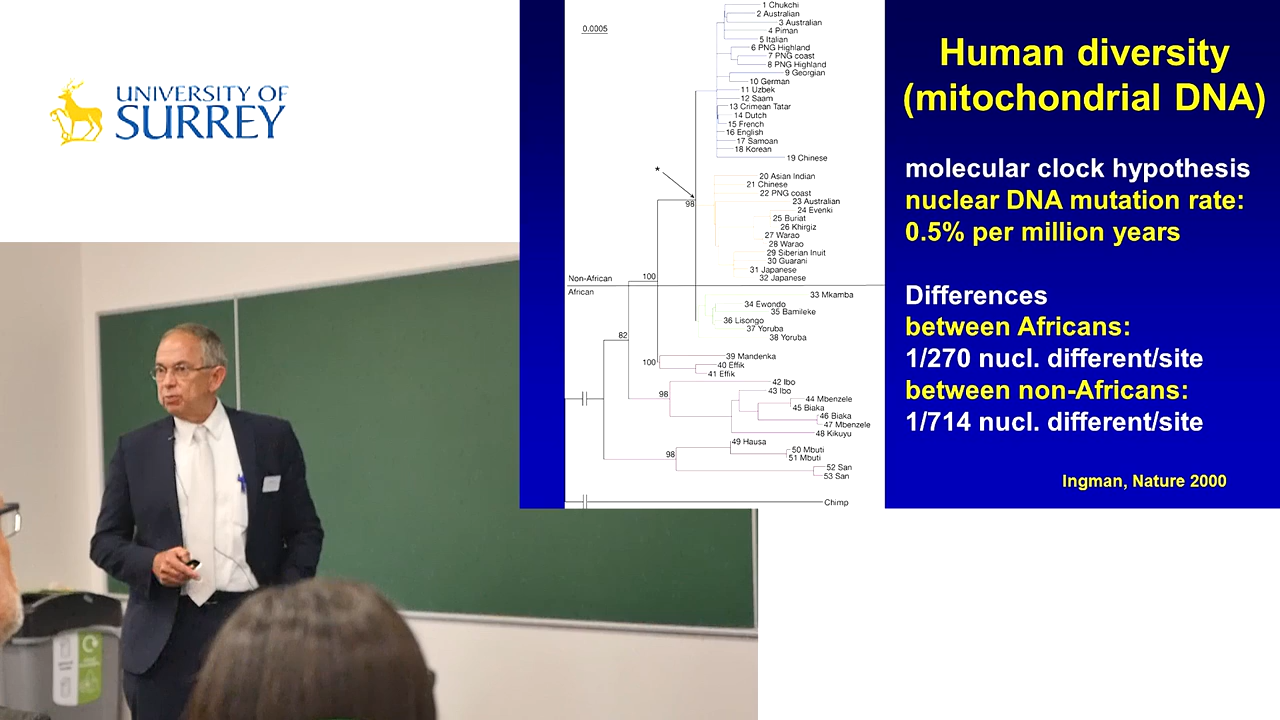 UNIVERSITY OF
SURREY
0.0005
1 Chukchi
2 Australian
3 Australian
4 Piman
5 Italian
6 PNG Highland
7 PNG coast
8 PNG Highland
9 Georgian
10 German
11 Uzbek
12 Saam
13 Crimean Tatar
14 Dutch
15 French
16 English
17 Samoan
18 Korean
19 Chinese
*
20 Asian Indian
21 Chinese
22 PNG coast
23 Australian
98
24 Evenki
25 Buriat
26 Khirgiz
27 Warao
28 Warao
29 Siberian Inuit
30 Guarani
31 Japanese
32 Japanese
100
Non-African
African
33 Mkamba
34 Ewondo
35 Bamileke
36 Lisongo
37 Yoruba
38 Yoruba
82
39 Mandenka
100
40 Effik
41 Effik
42 Ibo
43 Ibo
98
44 Mbenzele
45 Biaka
46 Biaka
47 Mbenzele
48 Kikuyu
49 Hausa
50 Mbuti
98
51 Mbuti
52 San
53 San
Chimp
Human diversity
(mitochondrial DNA)
molecular clock hypothesis
nuclear DNA mutation rate:
0.5% per million years
Differences
between Africans:
1/270 nucl. different/site
between non-Africans:
1/714 nucl. different/site
Ingman, Nature 2000